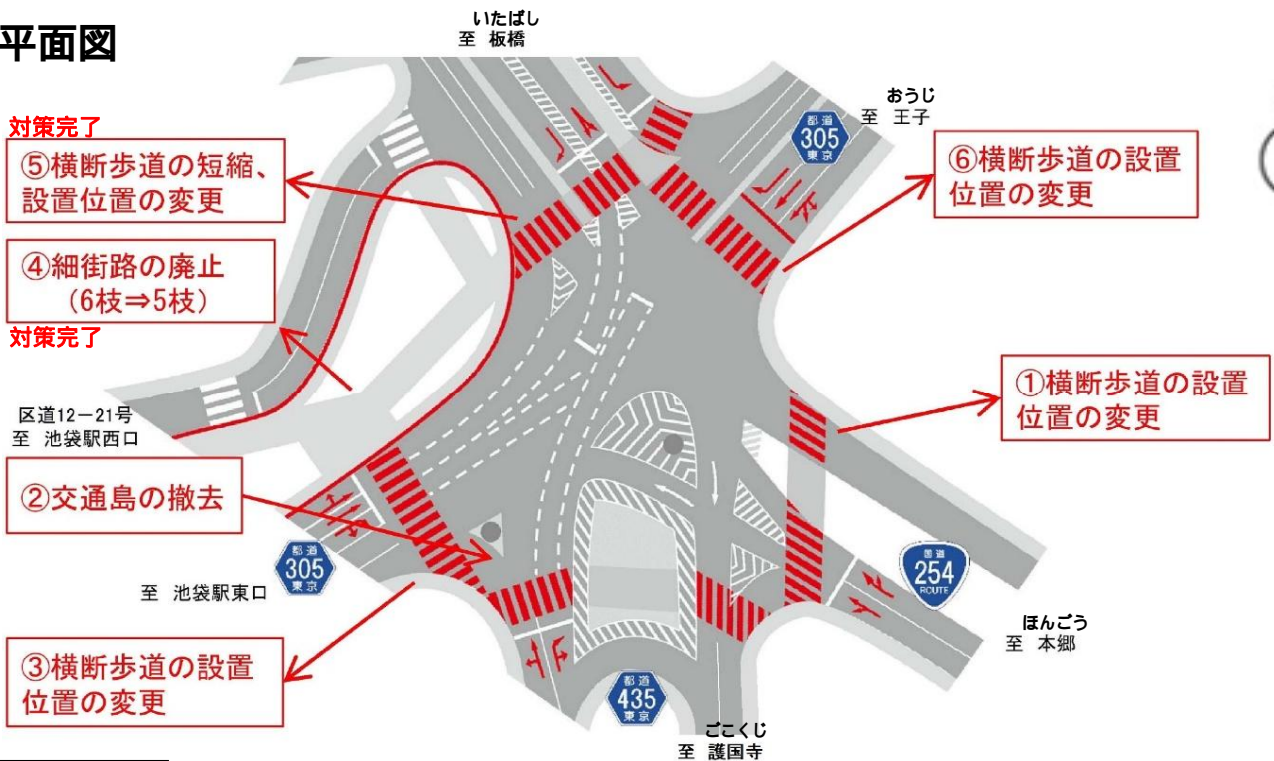 平面図
いたばし
至 板橋
おうじ
至 王子
都道
305
東京
対策完了
⑤横断歩道の短縮、
設置位置の変更
⑥横断歩道の設置
位置の変更
④細街路の廃止
(6枝⇒5枝)
対策完了
①横断歩道の設置
位置の変更
区道12－21号
至 池袋駅西口
②交通島の撤去
都道
305
東京
至 池袋駅東口
国道
254
ROUTE
ほんごう
至 本郷
③横断歩道の設置
位置の変更
都道
435
東京
ごこくじ
至 護国寺